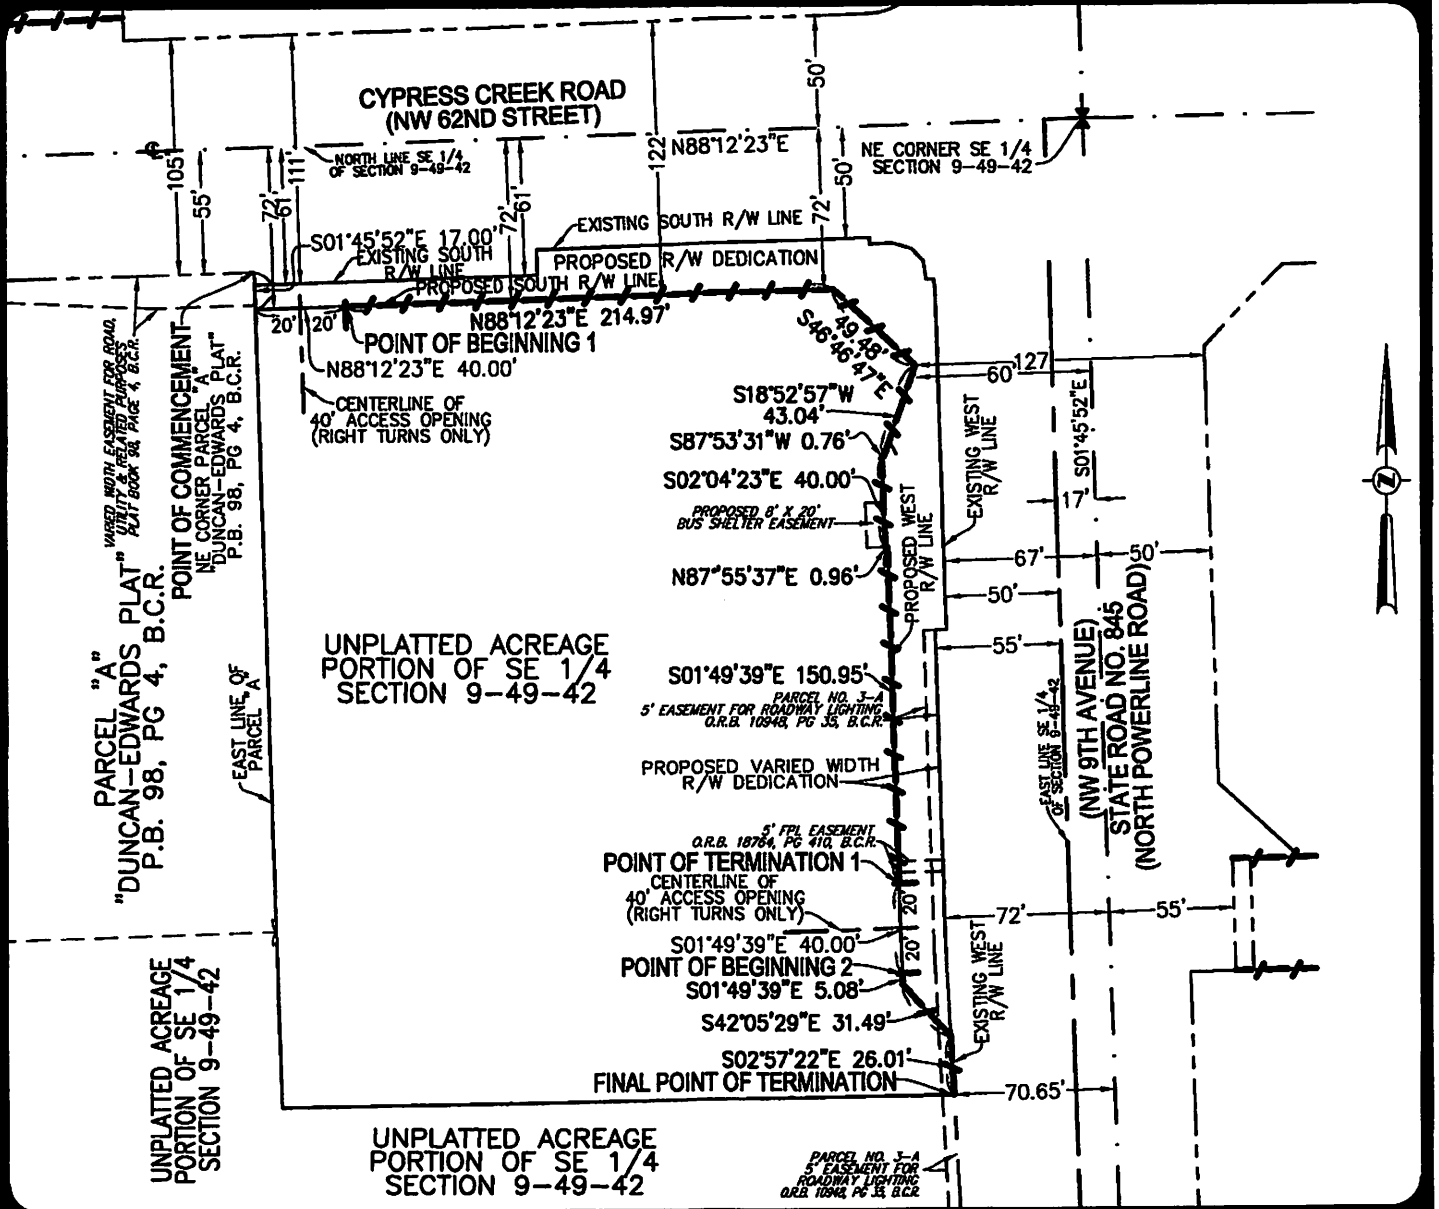 CYPRESS CREEK ROAD
(NW 62ND STREET)
50'
122'
N88°12'23"E
NE CORNER SE 1/4
SECTION 9-49-42
NORTH LINE SE 1/4
OF SECTION 9-49-42
105'
55'
72'
61'
111'
72'
61'
72'
50'
S01°45'52"E 17.00'
EXISTING SOUTH
R/W LINE
EXISTING SOUTH R/W LINE
PROPOSED R/W DEDICATION
PROPOSED SOUTH R/W LINE
20'
20'
N88°12'23"E 214.97'
POINT OF BEGINNING 1
N88°12'23"E 40.00'
CENTERLINE OF
40' ACCESS OPENING
(RIGHT TURNS ONLY)
49.48'
S46°46'47"E
127
60'
S01°45'52"E
S18°52'57"W
43.04'
S87°53'31"W 0.76'
S02°04'23"E 40.00'
PROPOSED 8' X 20'
BUS SHELTER EASEMENT
N87°55'37"E 0.96'
PROPOSED WEST
R/W LINE
EXISTING WEST
R/W LINE
17'
N
67'
50'
50'
55'
VARIED WIDTH EASEMENT FOR ROAD,
UTILITY & RELATED PURPOSES
PLAT BOOK 98, PAGE 4, B.C.R.
POINT OF COMMENCEMENT
NE CORNER PARCEL "A"
"DUNCAN-EDWARDS PLAT"
P.B. 98, PG 4, B.C.R.
PARCEL "A"
"DUNCAN-EDWARDS PLAT"
P.B. 98, PG 4, B.C.R.
EAST LINE OF
PARCEL "A"
UNPLATTED ACREAGE
PORTION OF SE 1/4
SECTION 9-49-42
S01°49'39"E 150.95'
PARCEL NO. 3-A
5' EASEMENT FOR ROADWAY LIGHTING
O.R.B. 10948, PG 35, B.C.R.
PROPOSED VARIED WIDTH
R/W DEDICATION
EAST LINE SE 1/4
OF SECTION 9-49-42
(NW 9TH AVENUE)
STATE ROAD NO. 845
(NORTH POWERLINE ROAD)
5' FPL EASEMENT
O.R.B. 18764, PG 410, B.C.R.
POINT OF TERMINATION 1
CENTERLINE OF
40' ACCESS OPENING
(RIGHT TURNS ONLY)
20'
20'
S01°49'39"E 40.00'
POINT OF BEGINNING 2
S01°49'39"E 5.08'
S42°05'29"E 31.49'
S02°57'22"E 26.01'
FINAL POINT OF TERMINATION
72'
55'
EXISTING WEST
R/W LINE
70.65'
UNPLATTED ACREAGE
PORTION OF SE 1/4
SECTION 9-49-42
UNPLATTED ACREAGE
PORTION OF SE 1/4
SECTION 9-49-42
PARCEL NO. 3-A
5' EASEMENT FOR
ROADWAY LIGHTING
O.R.B. 10948, PG 35, B.C.R.